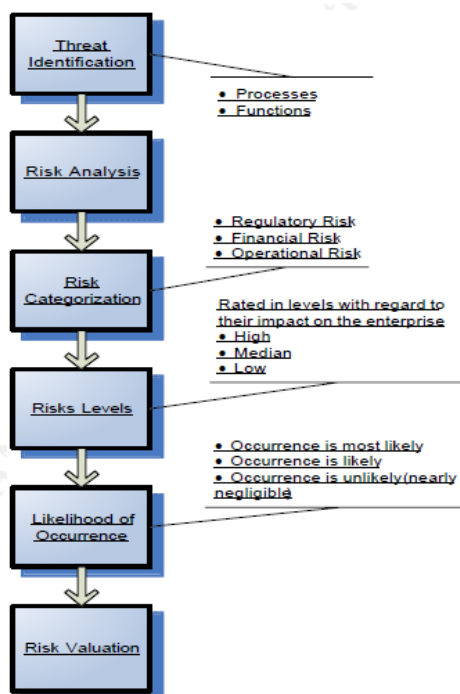 Threat
Identification
• Processes
• Functions
Risk Analysis
• Regulatory Risk
• Financial Risk
• Operational Risk
Risk
Categorization
Rated in levels with regard to
their impact on the enterprise
• High
• Median
• Low
Risks Levels
• Occurrence is most likely
• Occurrence is likely
• Occurrence is unlikely(nearly
negligible)
Likelihood of
Occurrence
Risk Valuation